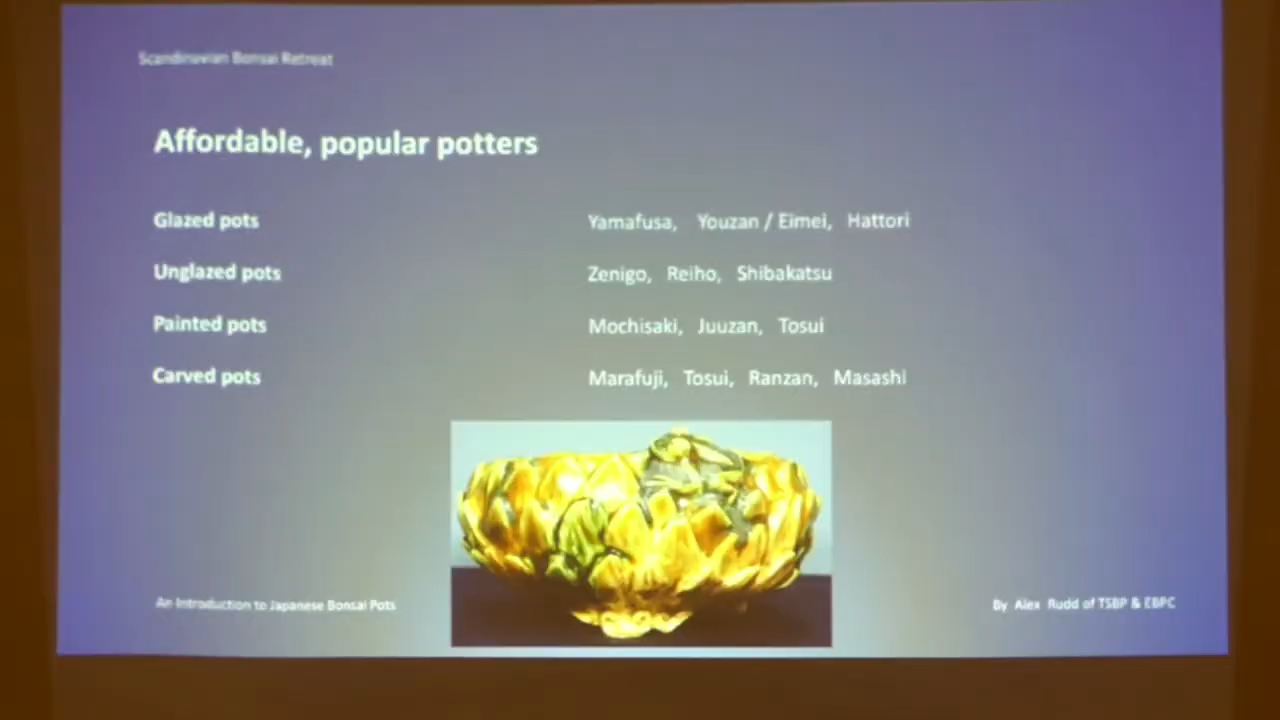 Scandinavian Bonsai Retreat
Affordable, popular potters
Glazed pots Yamafusa, Youzan / Eimei, Hattori
Unglazed pots Zenigo, Reiho, Shibakatsu
Painted pots Mochisaki, Juuzan, Tosui
Carved pots Marafuji, Tosui, Ranzan, Masashi
An Introduction to Japanese Bonsai Pots By Alex Rudd of TSBP & EBPC